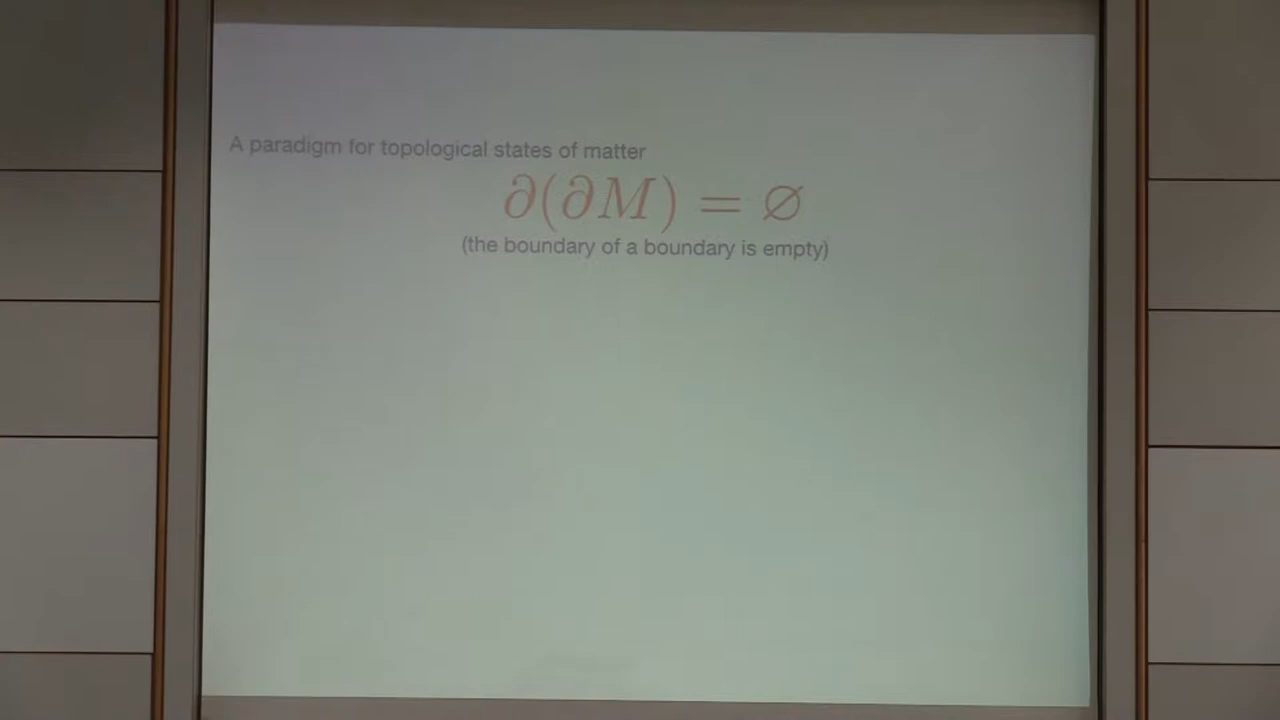 A paradigm for topological states of matter
∂(∂M) = ∅
(the boundary of a boundary is empty)